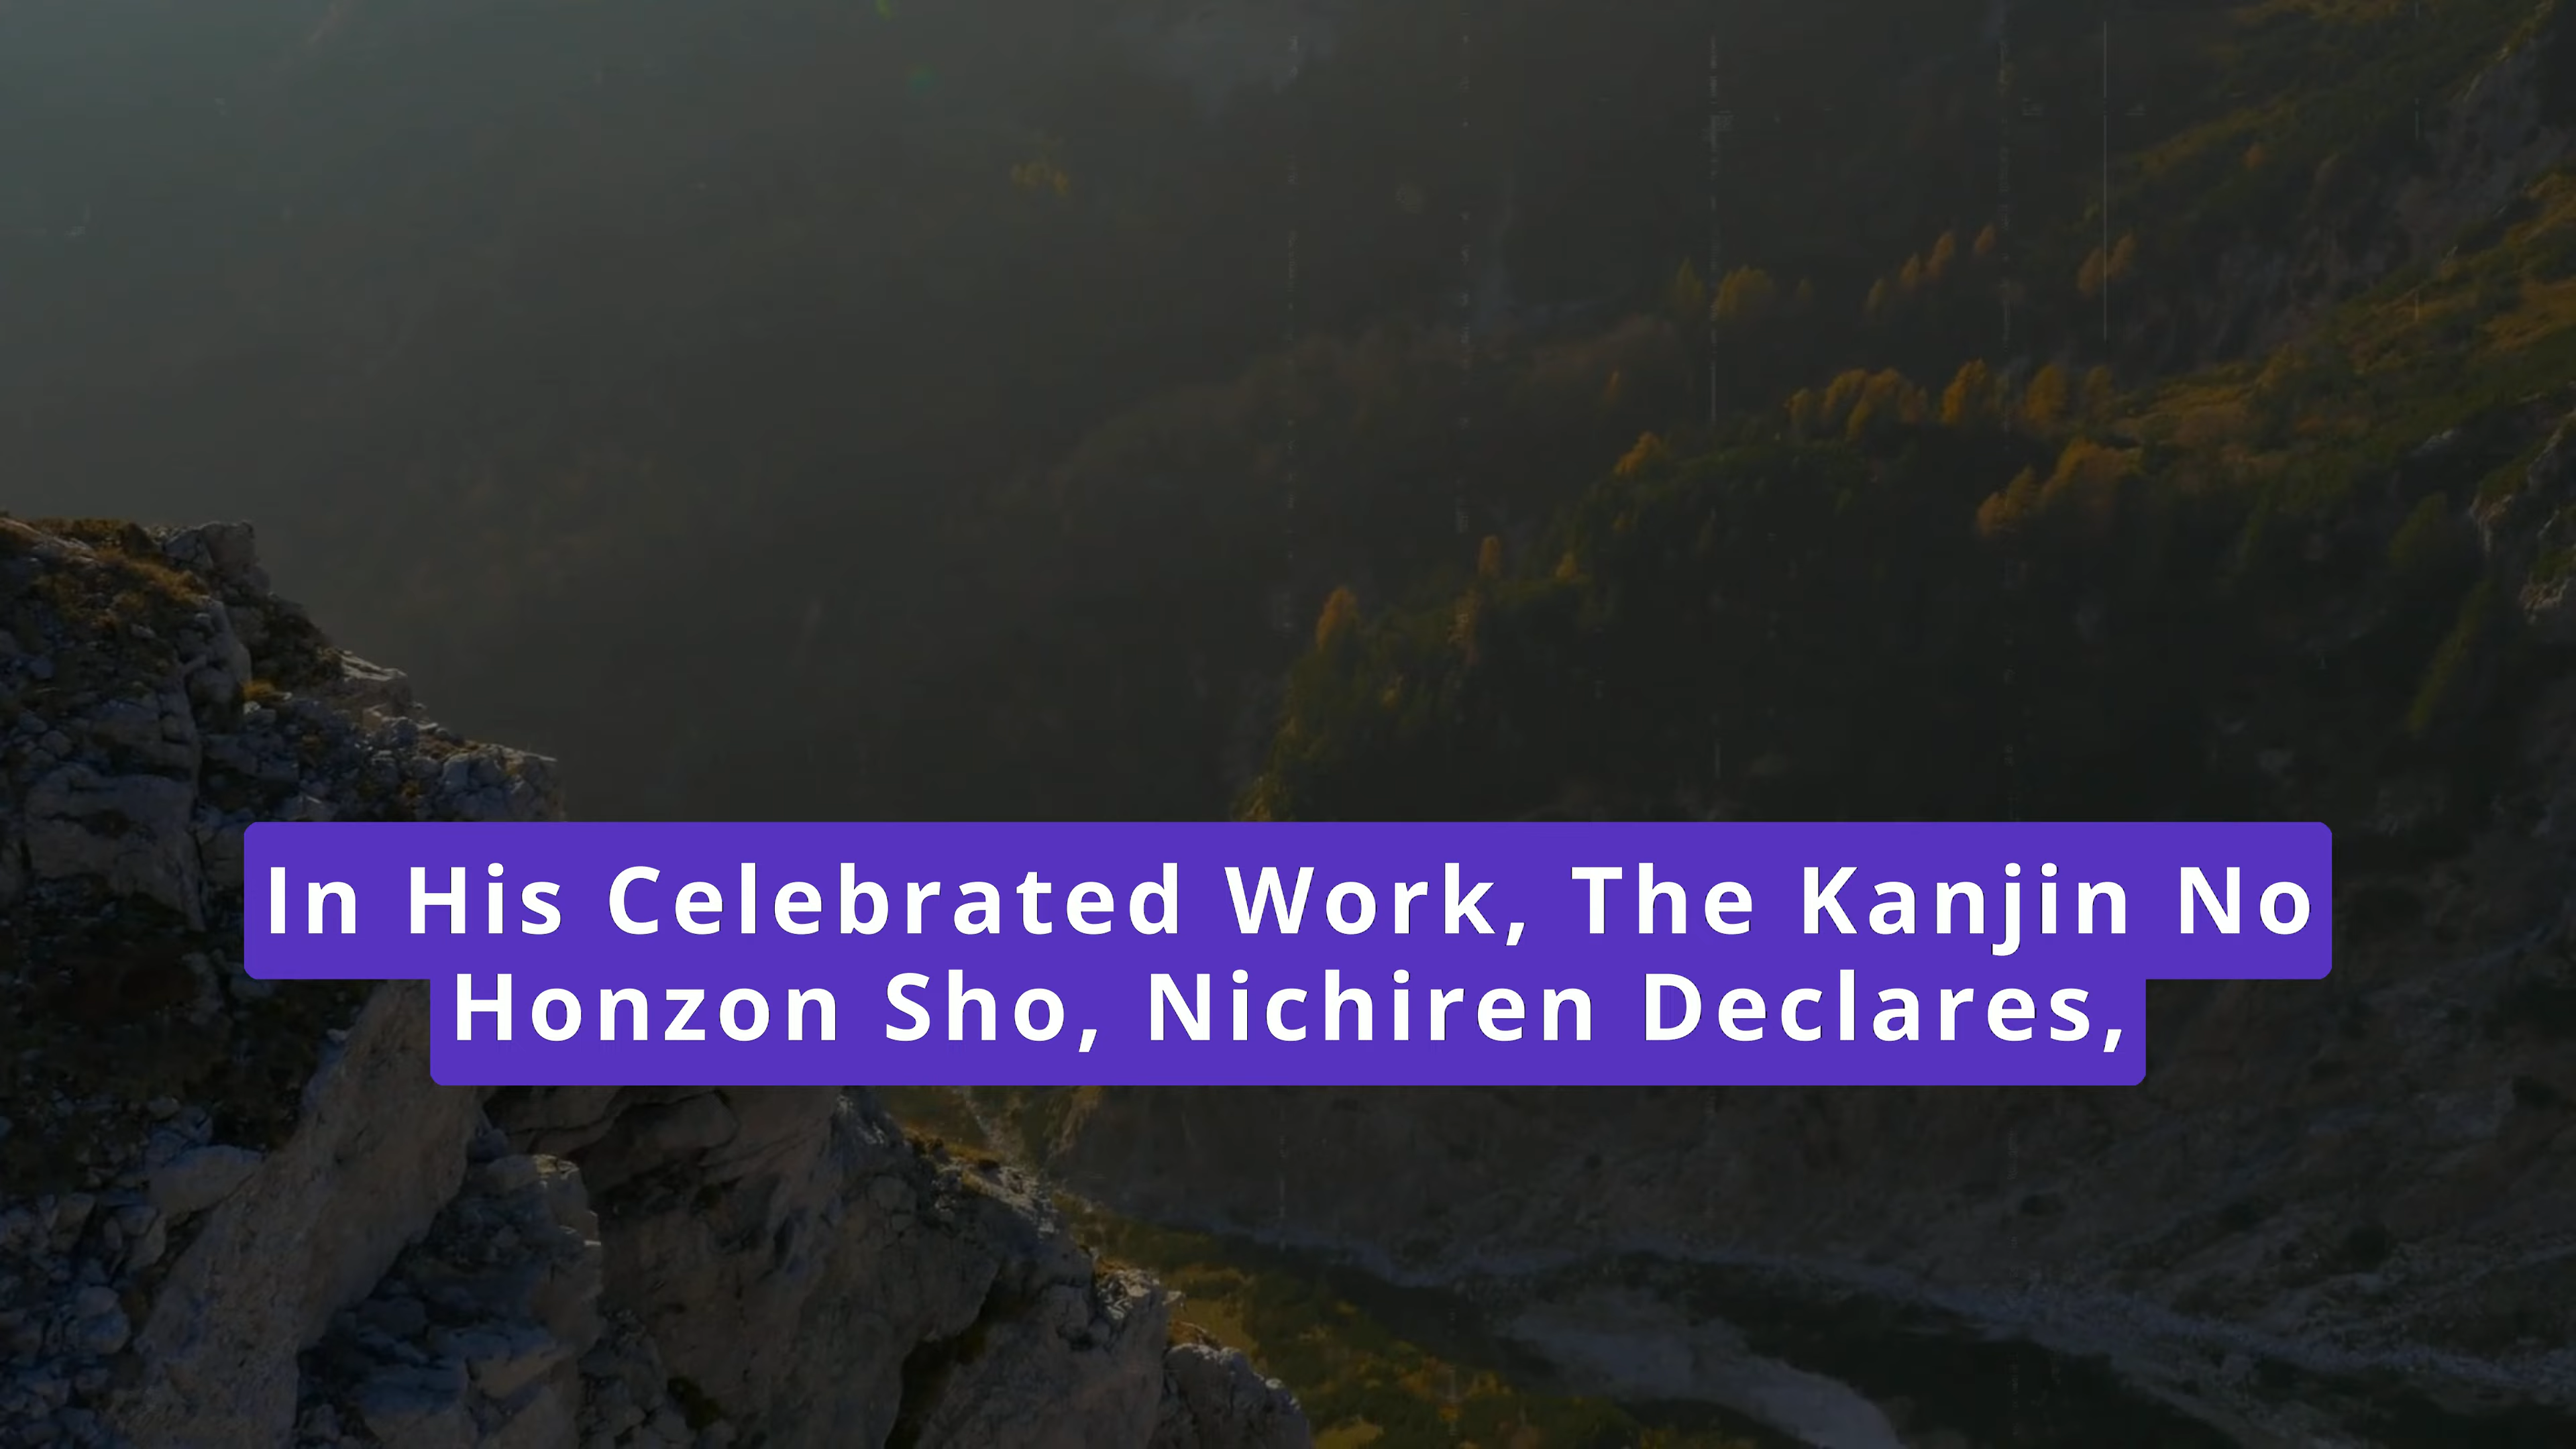 In His Celebrated Work, The Kanjin No
Honzon Sho, Nichiren Declares,